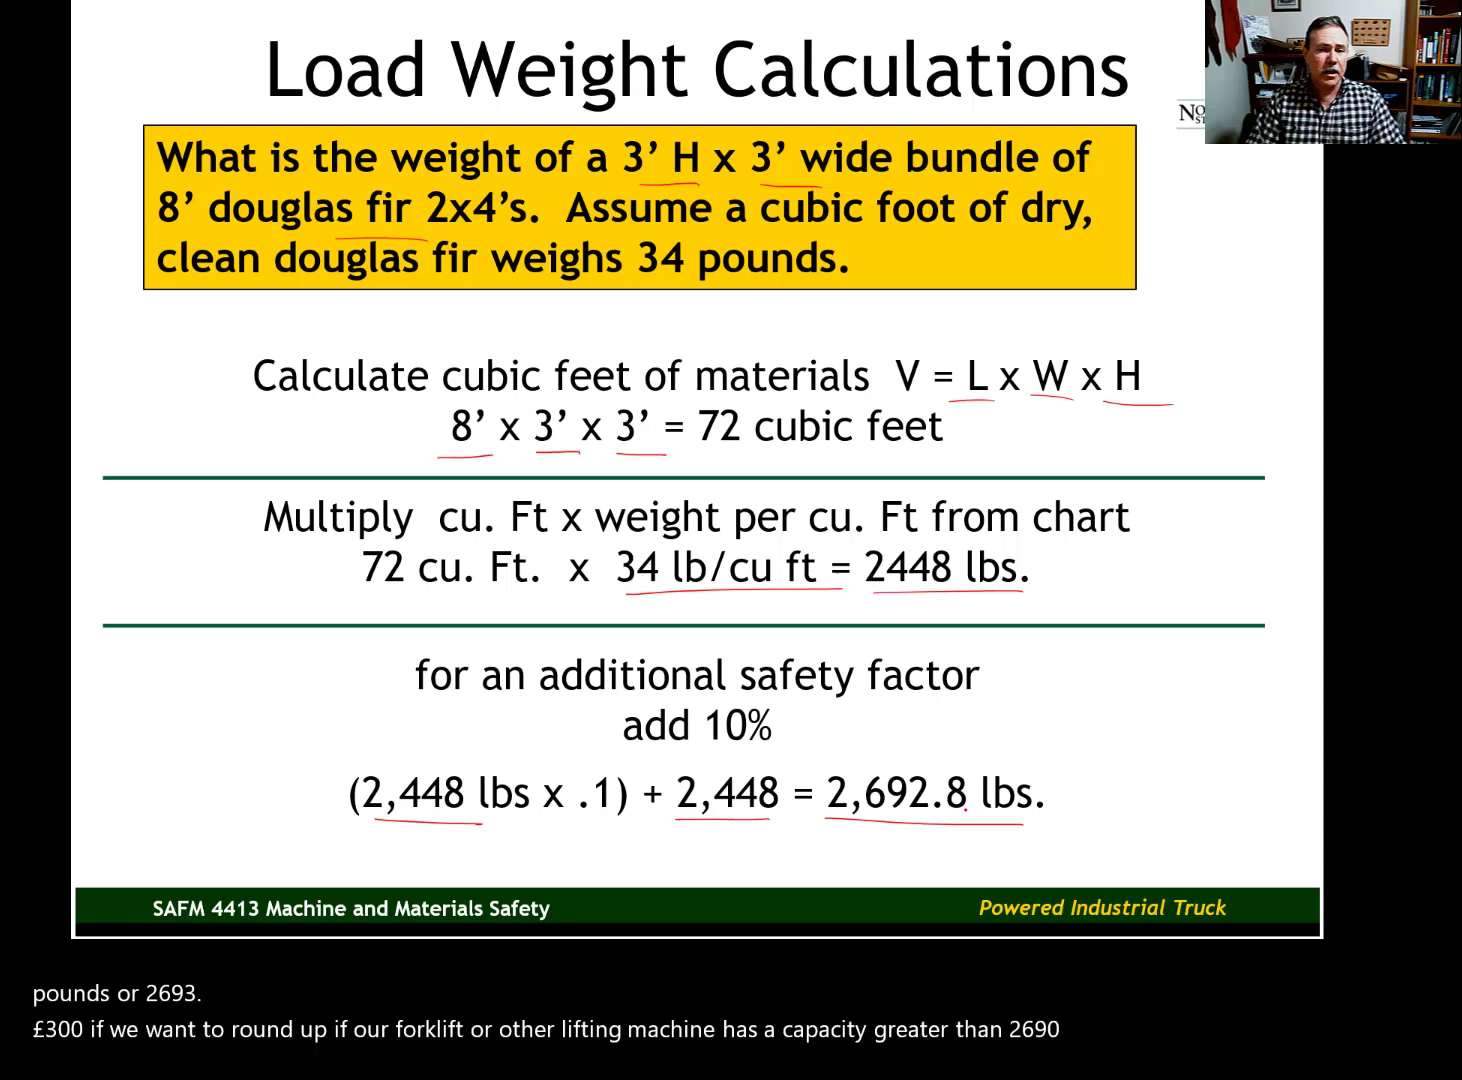 Load Weight Calculations
What is the weight of a 3’ H x 3’ wide bundle of
8’ douglas fir 2x4’s.  Assume a cubic foot of dry,
clean douglas fir weighs 34 pounds.
Calculate cubic feet of materials  V = L x W x H
8’ x 3’ x 3’ = 72 cubic feet
Multiply  cu. Ft x weight per cu. Ft from chart
72 cu. Ft.  x  34 lb/cu ft = 2448 lbs.
for an additional safety factor
add 10%
(2,448 lbs x .1) + 2,448 = 2,692.8 lbs.
SAFM 4413 Machine and Materials Safety
Powered Industrial Truck
pounds or 2693.
£300 if we want to round up if our forklift or other lifting machine has a capacity greater than 2690